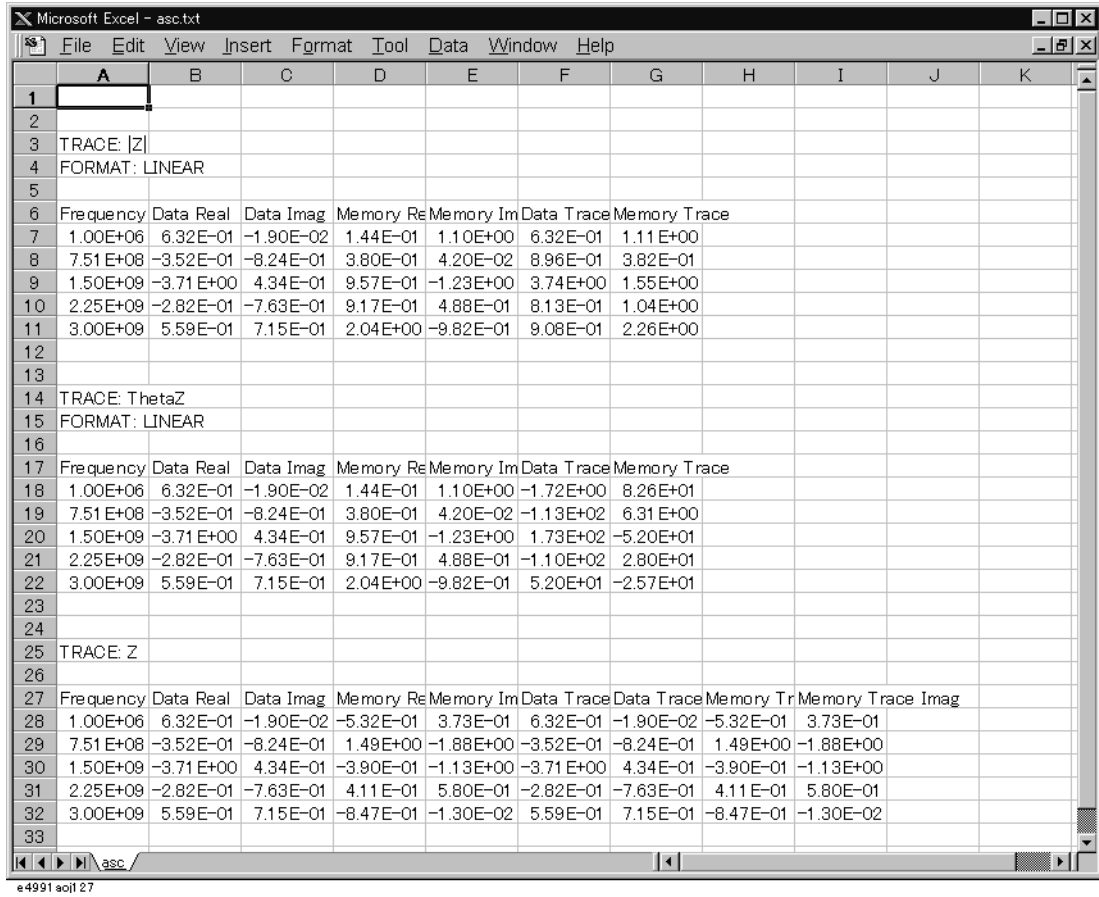 Microsoft Excel - asc.txt
File Edit View Insert Format Tool Data Window Help
A B C D E F G H I J K
1
2
3 TRACE: |Z|
4 FORMAT: LINEAR
5
6 Frequency Data Real Data Imag Memory Re Memory Im Data Trace Memory Trace
7 1.00E+06 6.32E-01 -1.90E-02 1.44E-01 1.10E+00 6.32E-01 1.11E+00
8 7.51E+08 -3.52E-01 -8.24E-01 3.80E-01 4.20E-02 8.96E-01 3.82E-01
9 1.50E+09 -3.71E+00 4.34E-01 9.57E-01 -1.23E+00 3.74E+00 1.55E+00
10 2.25E+09 -2.82E-01 -7.63E-01 9.17E-01 4.88E-01 8.13E-01 1.04E+00
11 3.00E+09 5.59E-01 7.15E-01 2.04E+00 -9.82E-01 9.08E-01 2.26E+00
12
13
14 TRACE: ThetaZ
15 FORMAT: LINEAR
16
17 Frequency Data Real Data Imag Memory Re Memory Im Data Trace Memory Trace
18 1.00E+06 6.32E-01 -1.90E-02 1.44E-01 1.10E+00 -1.72E+00 8.26E+01
19 7.51E+08 -3.52E-01 -8.24E-01 3.80E-01 4.20E-02 -1.13E+02 6.31E+00
20 1.50E+09 -3.71E+00 4.34E-01 9.57E-01 -1.23E+00 1.73E+02 -5.20E+01
21 2.25E+09 -2.82E-01 -7.63E-01 9.17E-01 4.88E-01 -1.10E+02 2.80E+01
22 3.00E+09 5.59E-01 7.15E-01 2.04E+00 -9.82E-01 5.20E+01 -2.57E+01
23
24
25 TRACE: Z
26
27 Frequency Data Real Data Imag Memory Re Memory Im Data Trace Data Trace Memory Tr Memory Trace Imag
28 1.00E+06 6.32E-01 -1.90E-02 -5.32E-01 3.73E-01 6.32E-01 -1.90E-02 -5.32E-01 3.73E-01
29 7.51E+08 -3.52E-01 -8.24E-01 1.49E+00 -1.88E+00 -3.52E-01 -8.24E-01 1.49E+00 -1.88E+00
30 1.50E+09 -3.71E+00 4.34E-01 -3.90E-01 -1.13E+00 -3.71E+00 4.34E-01 -3.90E-01 -1.13E+00
31 2.25E+09 -2.82E-01 -7.63E-01 4.11E-01 5.80E-01 -2.82E-01 -7.63E-01 4.11E-01 5.80E-01
32 3.00E+09 5.59E-01 7.15E-01 -8.47E-01 -1.30E-02 5.59E-01 7.15E-01 -8.47E-01 -1.30E-02
33
asc
e4991aoj127